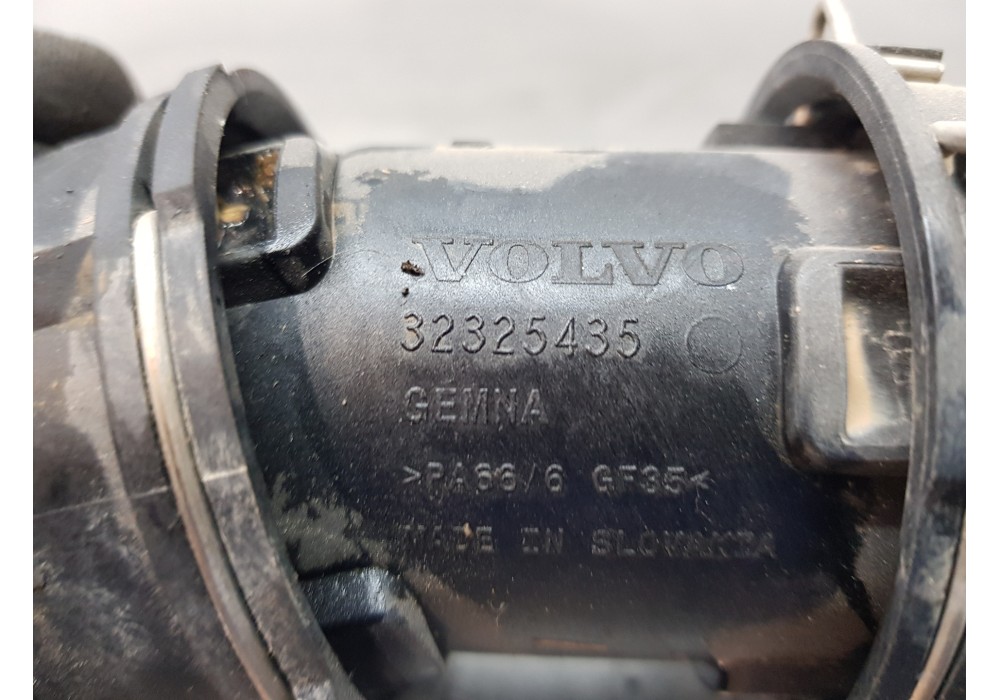 VOLVO
32325435
GEMNA
>PA66/6 GF35<
MADE IN SLOVAKIA